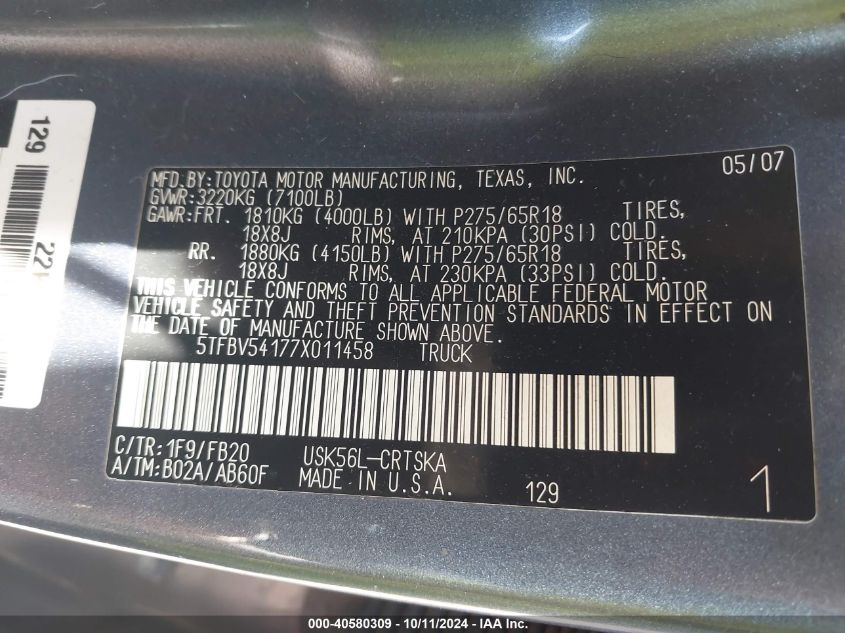 129
22
MFD.BY:TOYOTA MOTOR MANUFACTURING, TEXAS, INC. 05/07
GVWR:3220KG (7100LB)
GAWR:FRT. 1810KG (4000LB) WITH P275/65R18 TIRES,
18X8J RIMS, AT 210KPA (30PSI) COLD.
RR. 1880KG (4150LB) WITH P275/65R18 TIRES,
18X8J RIMS, AT 230KPA (33PSI) COLD.
THIS VEHICLE CONFORMS TO ALL APPLICABLE FEDERAL MOTOR
VEHICLE SAFETY AND THEFT PREVENTION STANDARDS IN EFFECT ON
THE DATE OF MANUFACTURE SHOWN ABOVE.
5TFBV54177X011458 TRUCK
C/TR:1F9/FB20 USK56L-CRTSKA
A/TM:B02A/AB60F MADE IN U.S.A. 129 1
000-40580309 - 10/11/2024 - IAA, Inc.